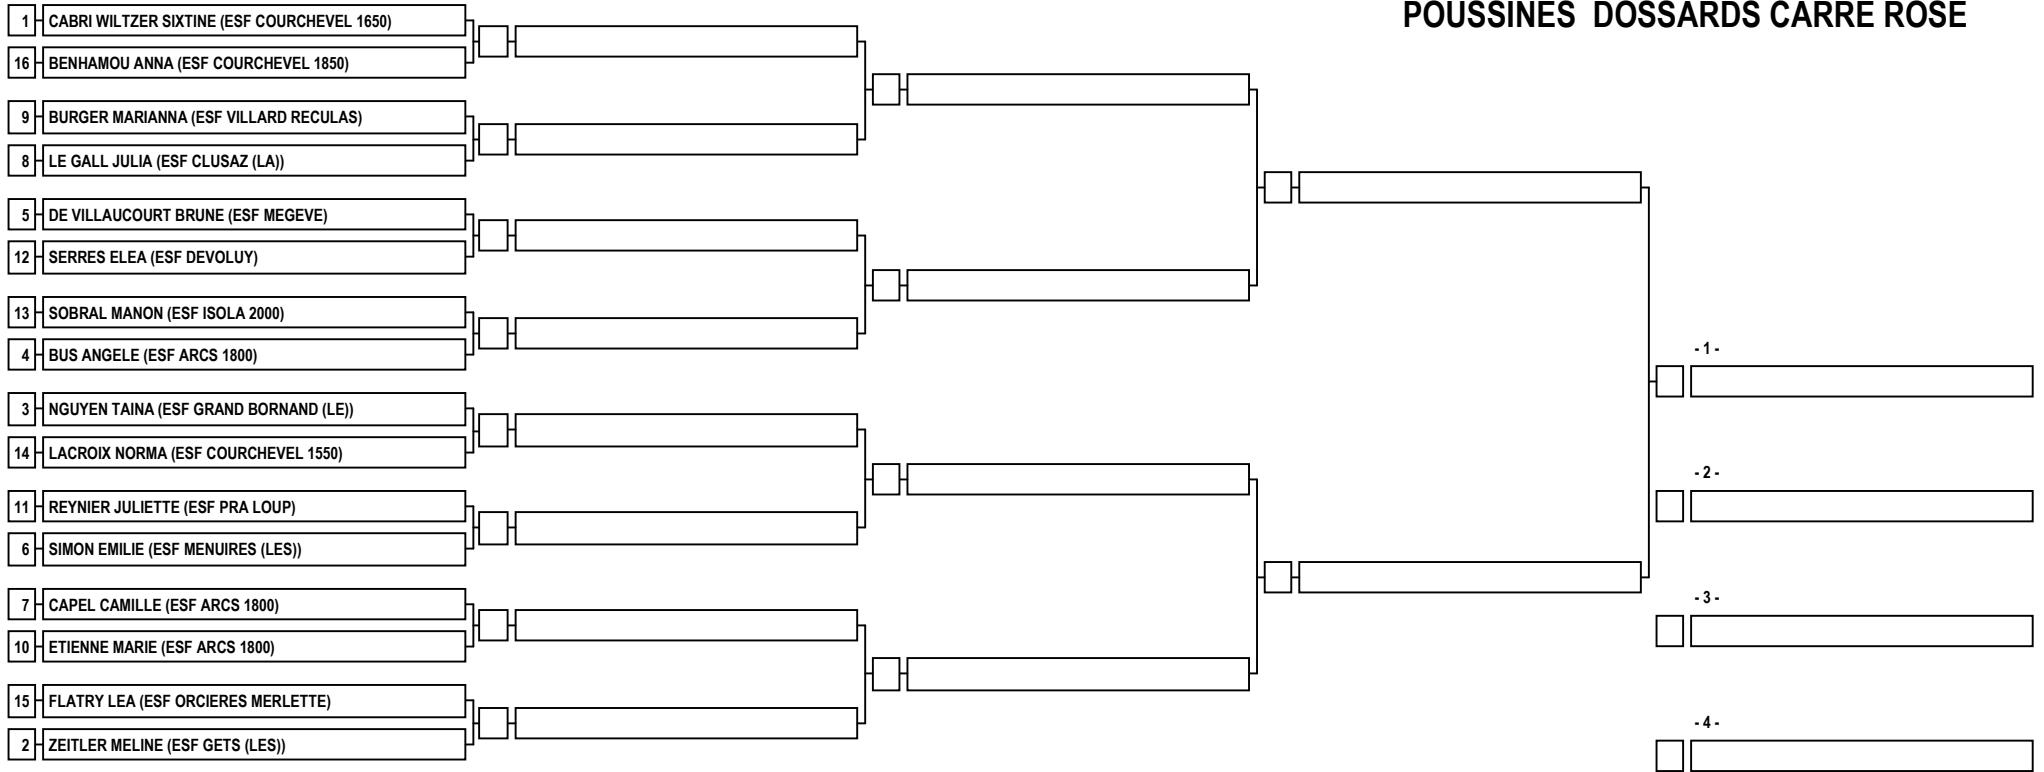 POUSSINES DOSSARDS CARRE ROSE
1 CABRI WILTZER SIXTINE (ESF COURCHEVEL 1650)
16 BENHAMOU ANNA (ESF COURCHEVEL 1850)
9 BURGER MARIANNA (ESF VILLARD RECULAS)
8 LE GALL JULIA (ESF CLUSAZ (LA))
5 DE VILLAUCOURT BRUNE (ESF MEGEVE)
12 SERRES ELEA (ESF DEVOLUY)
13 SOBRAL MANON (ESF ISOLA 2000)
4 BUS ANGELE (ESF ARCS 1800)
3 NGUYEN TAINA (ESF GRAND BORNAND (LE))
14 LACROIX NORMA (ESF COURCHEVEL 1550)
11 REYNIER JULIETTE (ESF PRA LOUP)
6 SIMON EMILIE (ESF MENUIRES (LES))
7 CAPEL CAMILLE (ESF ARCS 1800)
10 ETIENNE MARIE (ESF ARCS 1800)
15 FLATRY LEA (ESF ORCIERES MERLETTE)
2 ZEITLER MELINE (ESF GETS (LES))
- 1 -
- 2 -
- 3 -
- 4 -